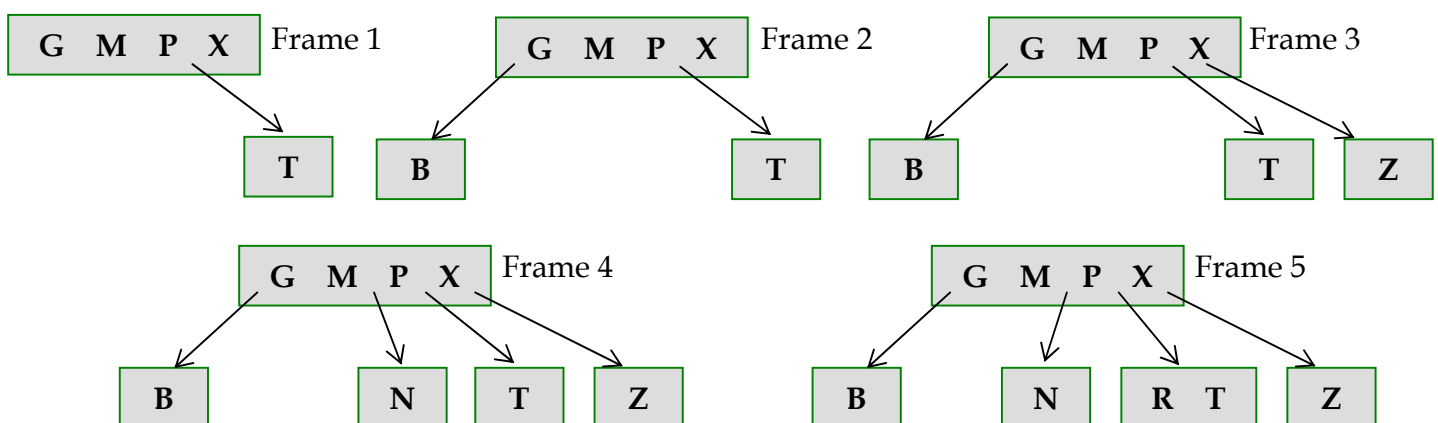 G M P X Frame 1
G M P X Frame 2
G M P X Frame 3
T
B
T
B
T
Z
G M P X Frame 4
G M P X Frame 5
B
N
T
Z
B
N
R T
Z